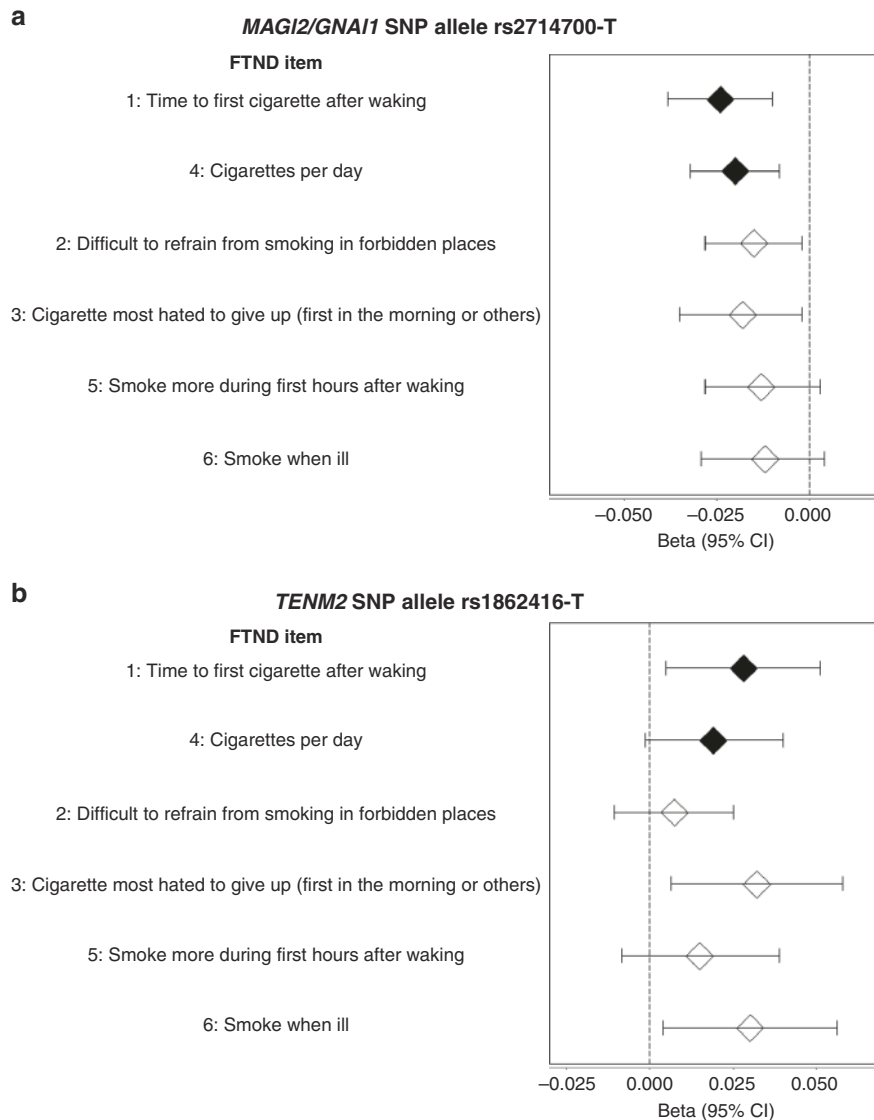 a
MAGI2/GNAI1 SNP allele rs2714700-T
FTND item
1: Time to first cigarette after waking
4: Cigarettes per day
2: Difficult to refrain from smoking in forbidden places
3: Cigarette most hated to give up (first in the morning or others)
5: Smoke more during first hours after waking
6: Smoke when ill
−0.050 −0.025 0.000
Beta (95% CI)
b
TENM2 SNP allele rs1862416-T
FTND item
1: Time to first cigarette after waking
4: Cigarettes per day
2: Difficult to refrain from smoking in forbidden places
3: Cigarette most hated to give up (first in the morning or others)
5: Smoke more during first hours after waking
6: Smoke when ill
−0.025 0.000 0.025 0.050
Beta (95% CI)